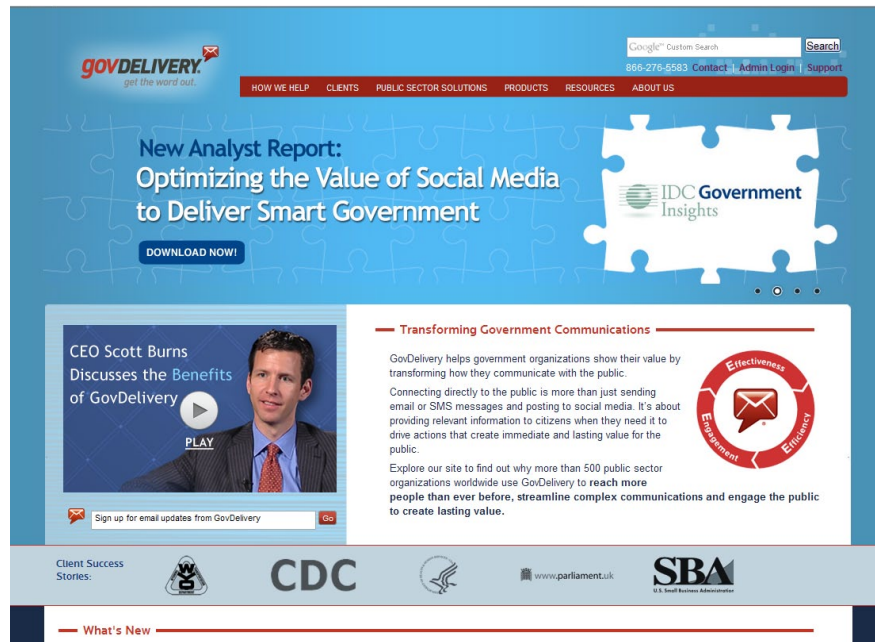 govDELIVERY.
get the word out.
Google™ Custom Search
Search
866-276-5583 Contact | Admin Login | Support
HOW WE HELP CLIENTS PUBLIC SECTOR SOLUTIONS PRODUCTS RESOURCES ABOUT US
New Analyst Report:
Optimizing the Value of Social Media
to Deliver Smart Government
DOWNLOAD NOW!
IDC Government
Insights
CEO Scott Burns
Discusses the Benefits
of GovDelivery
PLAY
Sign up for email updates from GovDelivery
Go
Transforming Government Communications
GovDelivery helps government organizations show their value by
transforming how they communicate with the public.
Connecting directly to the public is more than just sending
email or SMS messages and posting to social media. It's about
providing relevant information to citizens when they need it to
drive actions that create immediate and lasting value for the
public.
Explore our site to find out why more than 500 public sector
organizations worldwide use GovDelivery to reach more
people than ever before, streamline complex communications and engage the public
to create lasting value.
Effectiveness
Efficiency
Engagement
Client Success
Stories:
CDC
www.parliament.uk
SBA
U.S. Small Business Administration
What's New